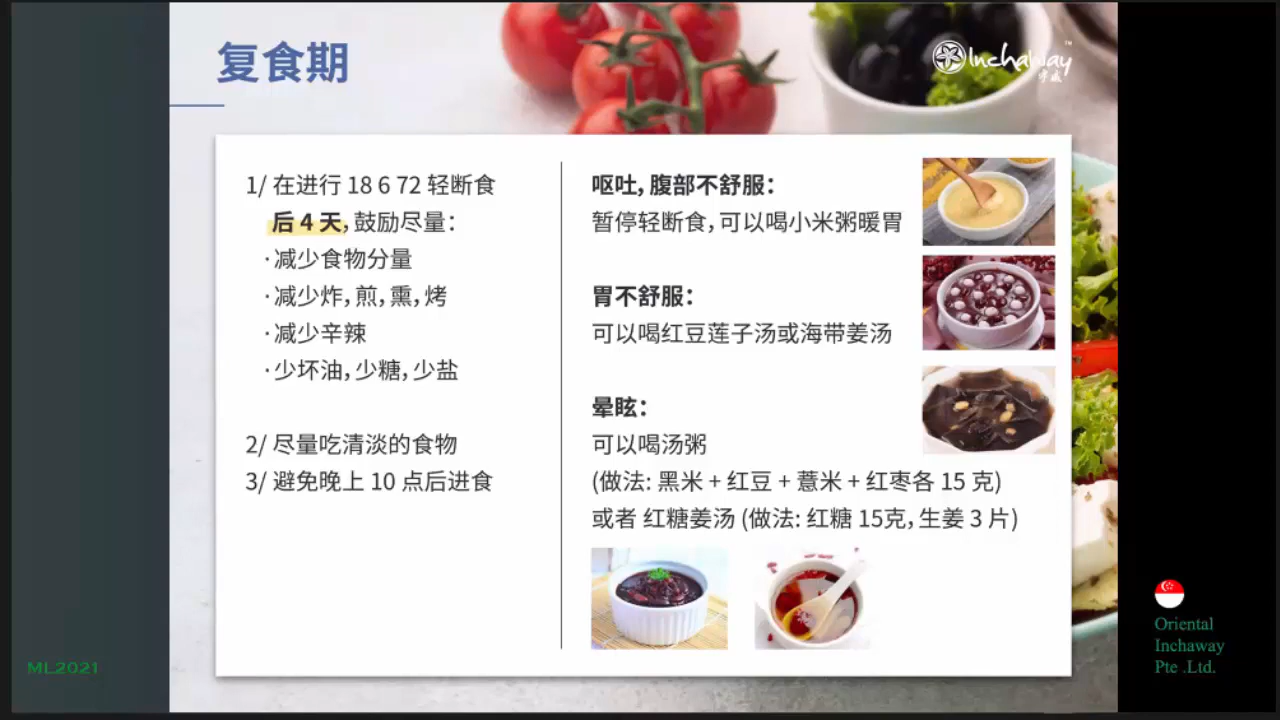 复食期
Inchaway™
1/ 在进行 18 6 72 轻断食
后 4 天, 鼓励尽量:
·减少食物分量
·减少炸, 煎, 熏, 烤
·减少辛辣
·少坏油, 少糖, 少盐
2/ 尽量吃清淡的食物
3/ 避免晚上 10 点后进食
呕吐, 腹部不舒服:
暂停轻断食, 可以喝小米粥暖胃
胃不舒服:
可以喝红豆莲子汤或海带姜汤
晕眩:
可以喝汤粥
(做法: 黑米 + 红豆 + 薏米 + 红枣各 15 克)
或者 红糖姜汤 (做法: 红糖 15克, 生姜 3 片)
ML2021
Oriental
Inchaway
Pte .Ltd.